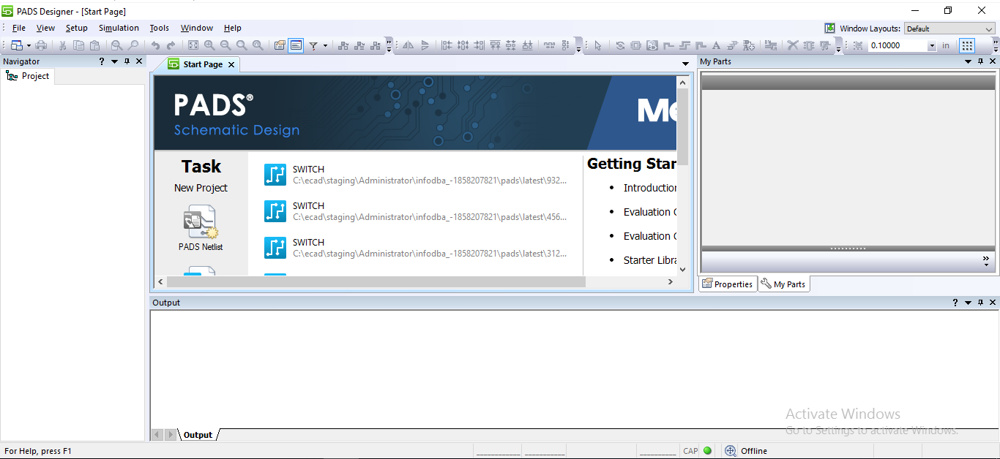 PADS Designer - [Start Page]
File View Setup Simulation Tools Window Help
Window Layouts: Default
0.10000 in
Navigator
Project
Start Page
My Parts
PADS®
Schematic Design
Me
Task
New Project
PADS Netlist
SWITCH
C:\ecad\staging\Administrator\infodba_-1858207821\pads\latest\932...
SWITCH
C:\ecad\staging\Administrator\infodba_-1858207821\pads\latest\456...
SWITCH
C:\ecad\staging\Administrator\infodba_-1858207821\pads\latest\312...
Getting Star
• Introduction
• Evaluation
• Evaluation
• Starter Libra
Properties My Parts
Output
Output
Activate Windows
Go to Settings to activate Windows.
For Help, press F1
CAP
Offline